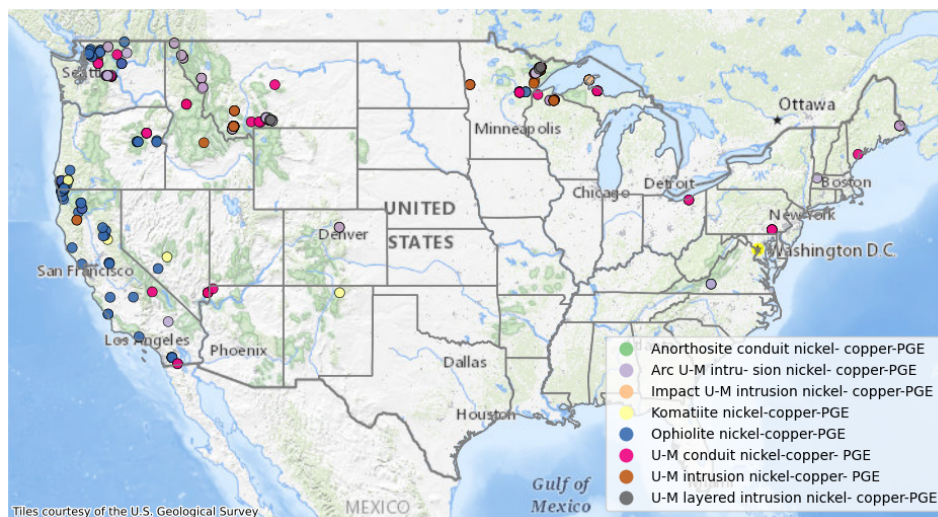 Seattle
Ottawa
Minneapolis
Boston
Chicago
Detroit
UNITED
New York
Denver
STATES
Washington D.C.
San Francisco
Los Angeles
Phoenix
Dallas
Houston
Gulf of
Mexico
MEXICO
Anorthosite conduit nickel- copper-PGE
Arc U-M intru- sion nickel- copper-PGE
Impact U-M intrusion nickel- copper-PGE
Komatiite nickel-copper-PGE
Ophiolite nickel-copper-PGE
U-M conduit nickel-copper- PGE
U-M intrusion nickel-copper- PGE
U-M layered intrusion nickel- copper-PGE
Tiles courtesy of the U.S. Geological Survey